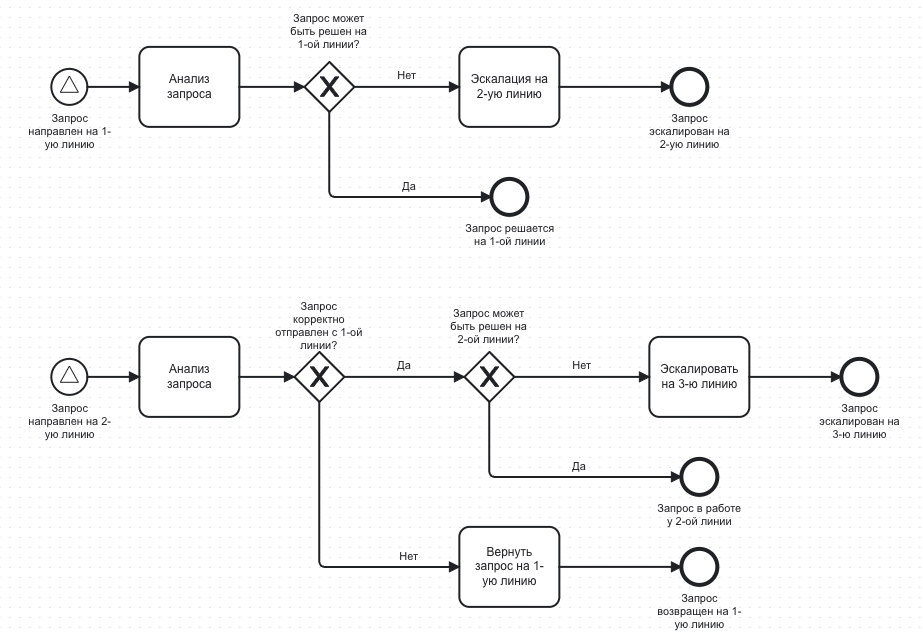 Запрос может
быть решен на
1-ой линии?
Анализ
запроса
Нет
Эскалация на
2-ую линию
Запрос
направлен на 1-
ую линию
Запрос
эскалирован на
2-ую линию
Да
Запрос решается
на 1-ой линии
Запрос
корректно
отправлен с 1-ой
линии?
Запрос может
быть решен на
2-ой линии?
Анализ
запроса
Да
Нет
Эскалировать
на 3-ю линию
Запрос
направлен на 2-
ую линию
Запрос
эскалирован на
3-ю линию
Да
Запрос в работе
у 2-ой линии
Нет
Вернуть
запрос на 1-
ую линию
Запрос
возвращен на 1-
ую линию